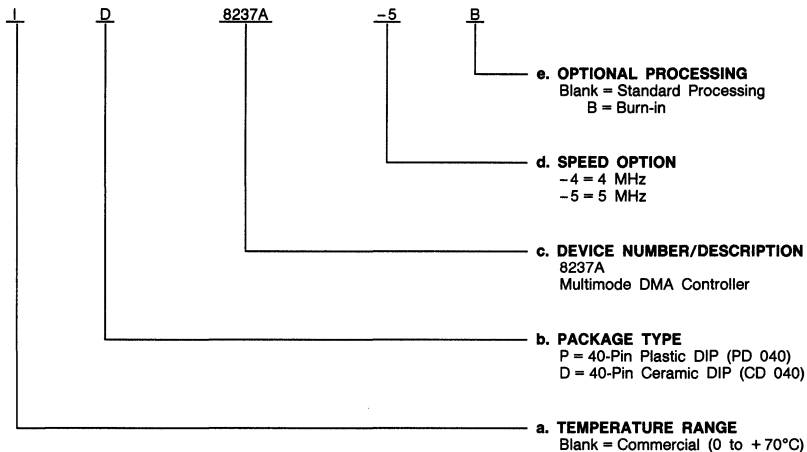 I D 8237A -5 B
e. OPTIONAL PROCESSING
Blank = Standard Processing
B = Burn-in
d. SPEED OPTION
-4 = 4 MHz
-5 = 5 MHz
c. DEVICE NUMBER/DESCRIPTION
8237A
Multimode DMA Controller
b. PACKAGE TYPE
P = 40-Pin Plastic DIP (PD 040)
D = 40-Pin Ceramic DIP (CD 040)
a. TEMPERATURE RANGE
Blank = Commercial (0 to +70°C)